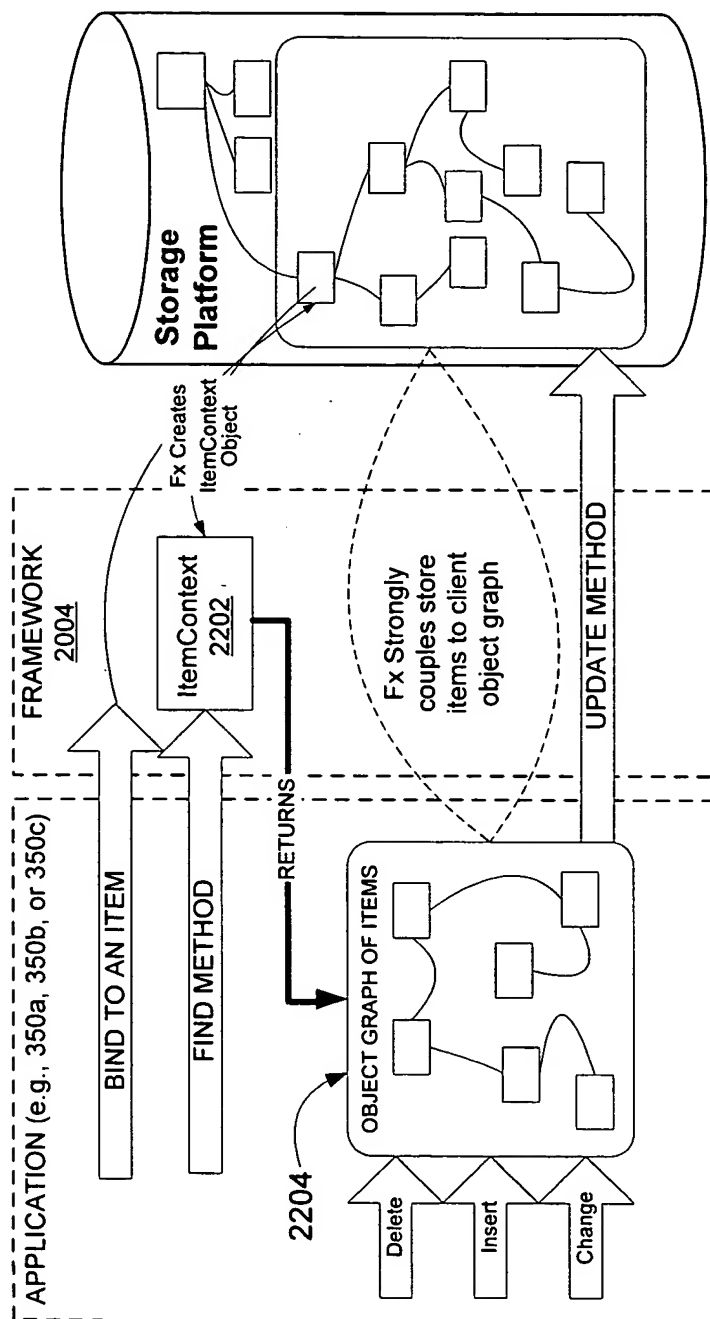 APPLICATION (e.g., 350a, 350b, or 350c)
BIND TO AN ITEM
FIND METHOD
FRAMEWORK
2004
ItemContext
2202
Fx Creates
ItemContext
Object
Storage
Platform
RETURNS
2204
OBJECT GRAPH OF ITEMS
Delete
Insert
Change
Fx Strongly
couples store
items to client
object graph
UPDATE METHOD